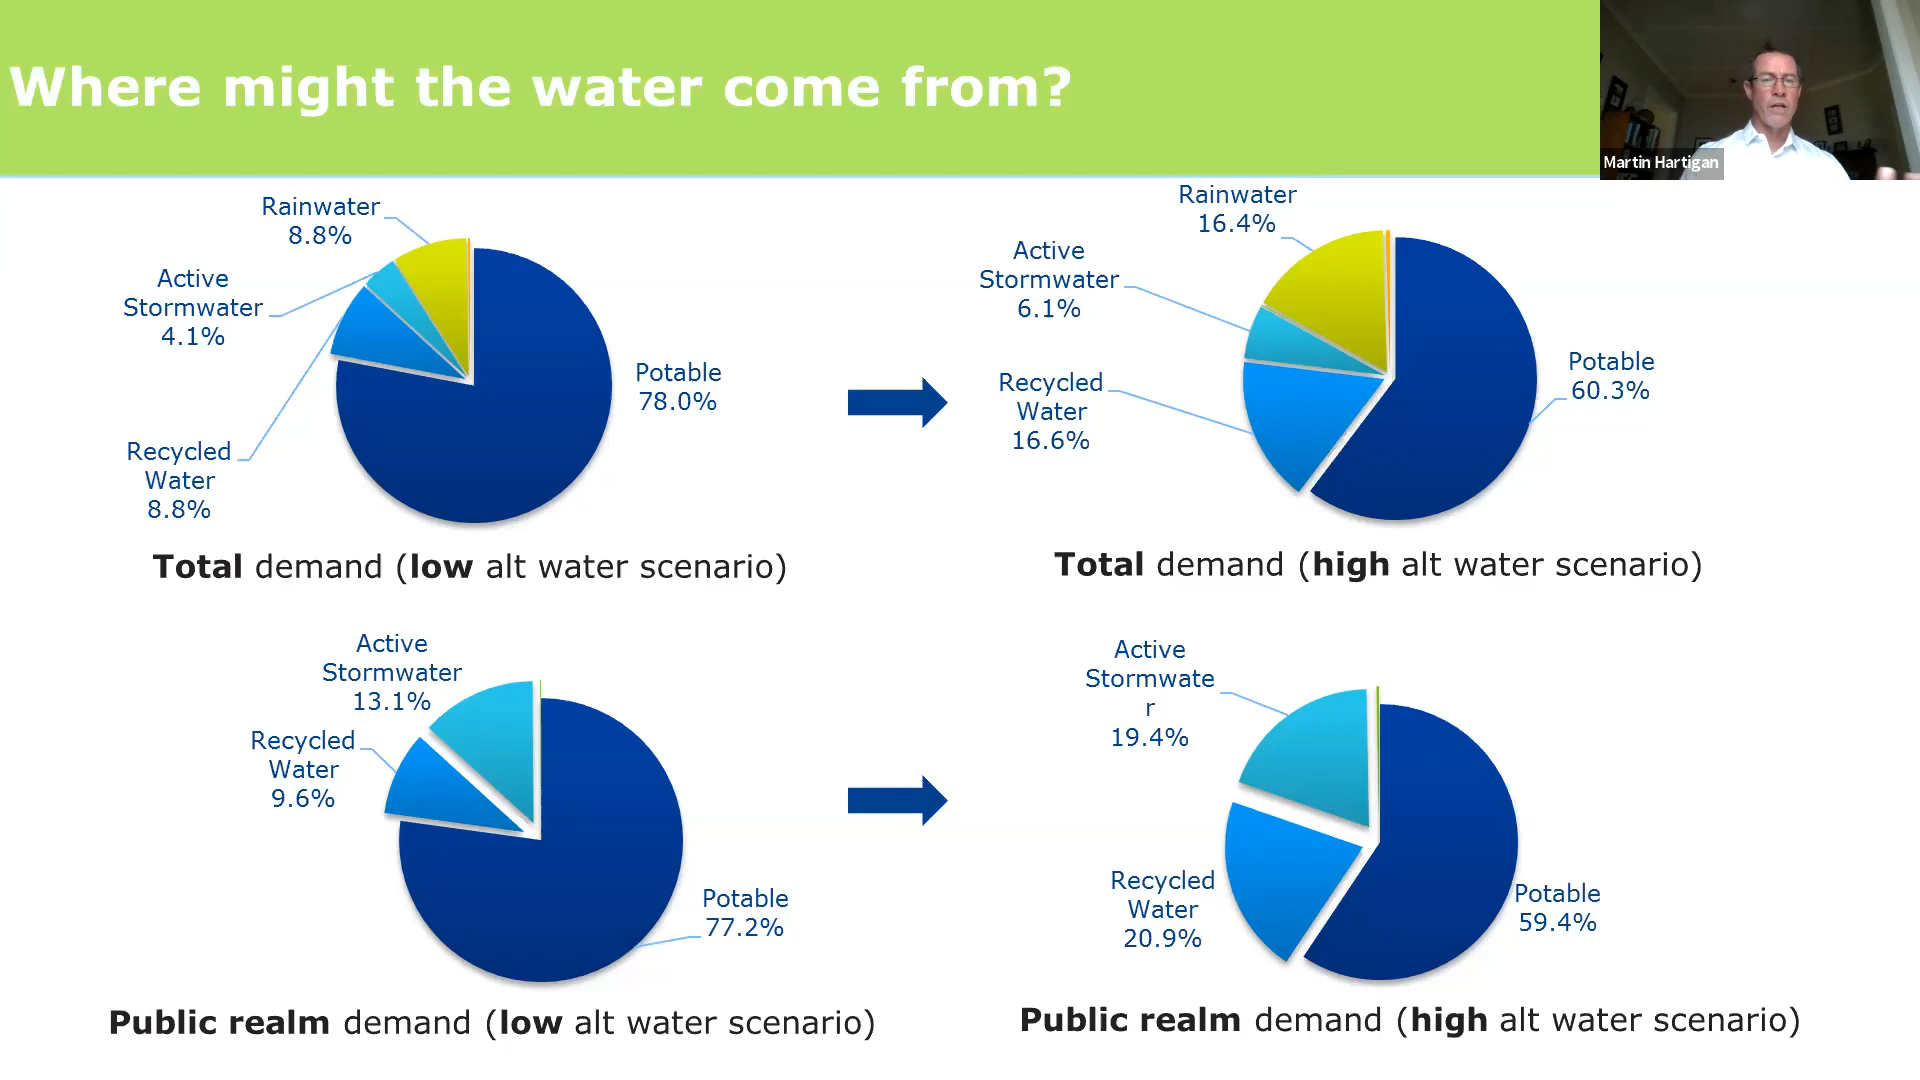 Where might the water come from?
Martin Hartigan
Rainwater
8.8%
Active
Stormwater
4.1%
Recycled
Water
8.8%
Potable
78.0%
Total demand (low alt water scenario)
Rainwater
16.4%
Active
Stormwater
6.1%
Recycled
Water
16.6%
Potable
60.3%
Total demand (high alt water scenario)
Active
Stormwater
13.1%
Recycled
Water
9.6%
Potable
77.2%
Public realm demand (low alt water scenario)
Active
Stormwate
r
19.4%
Recycled
Water
20.9%
Potable
59.4%
Public realm demand (high alt water scenario)